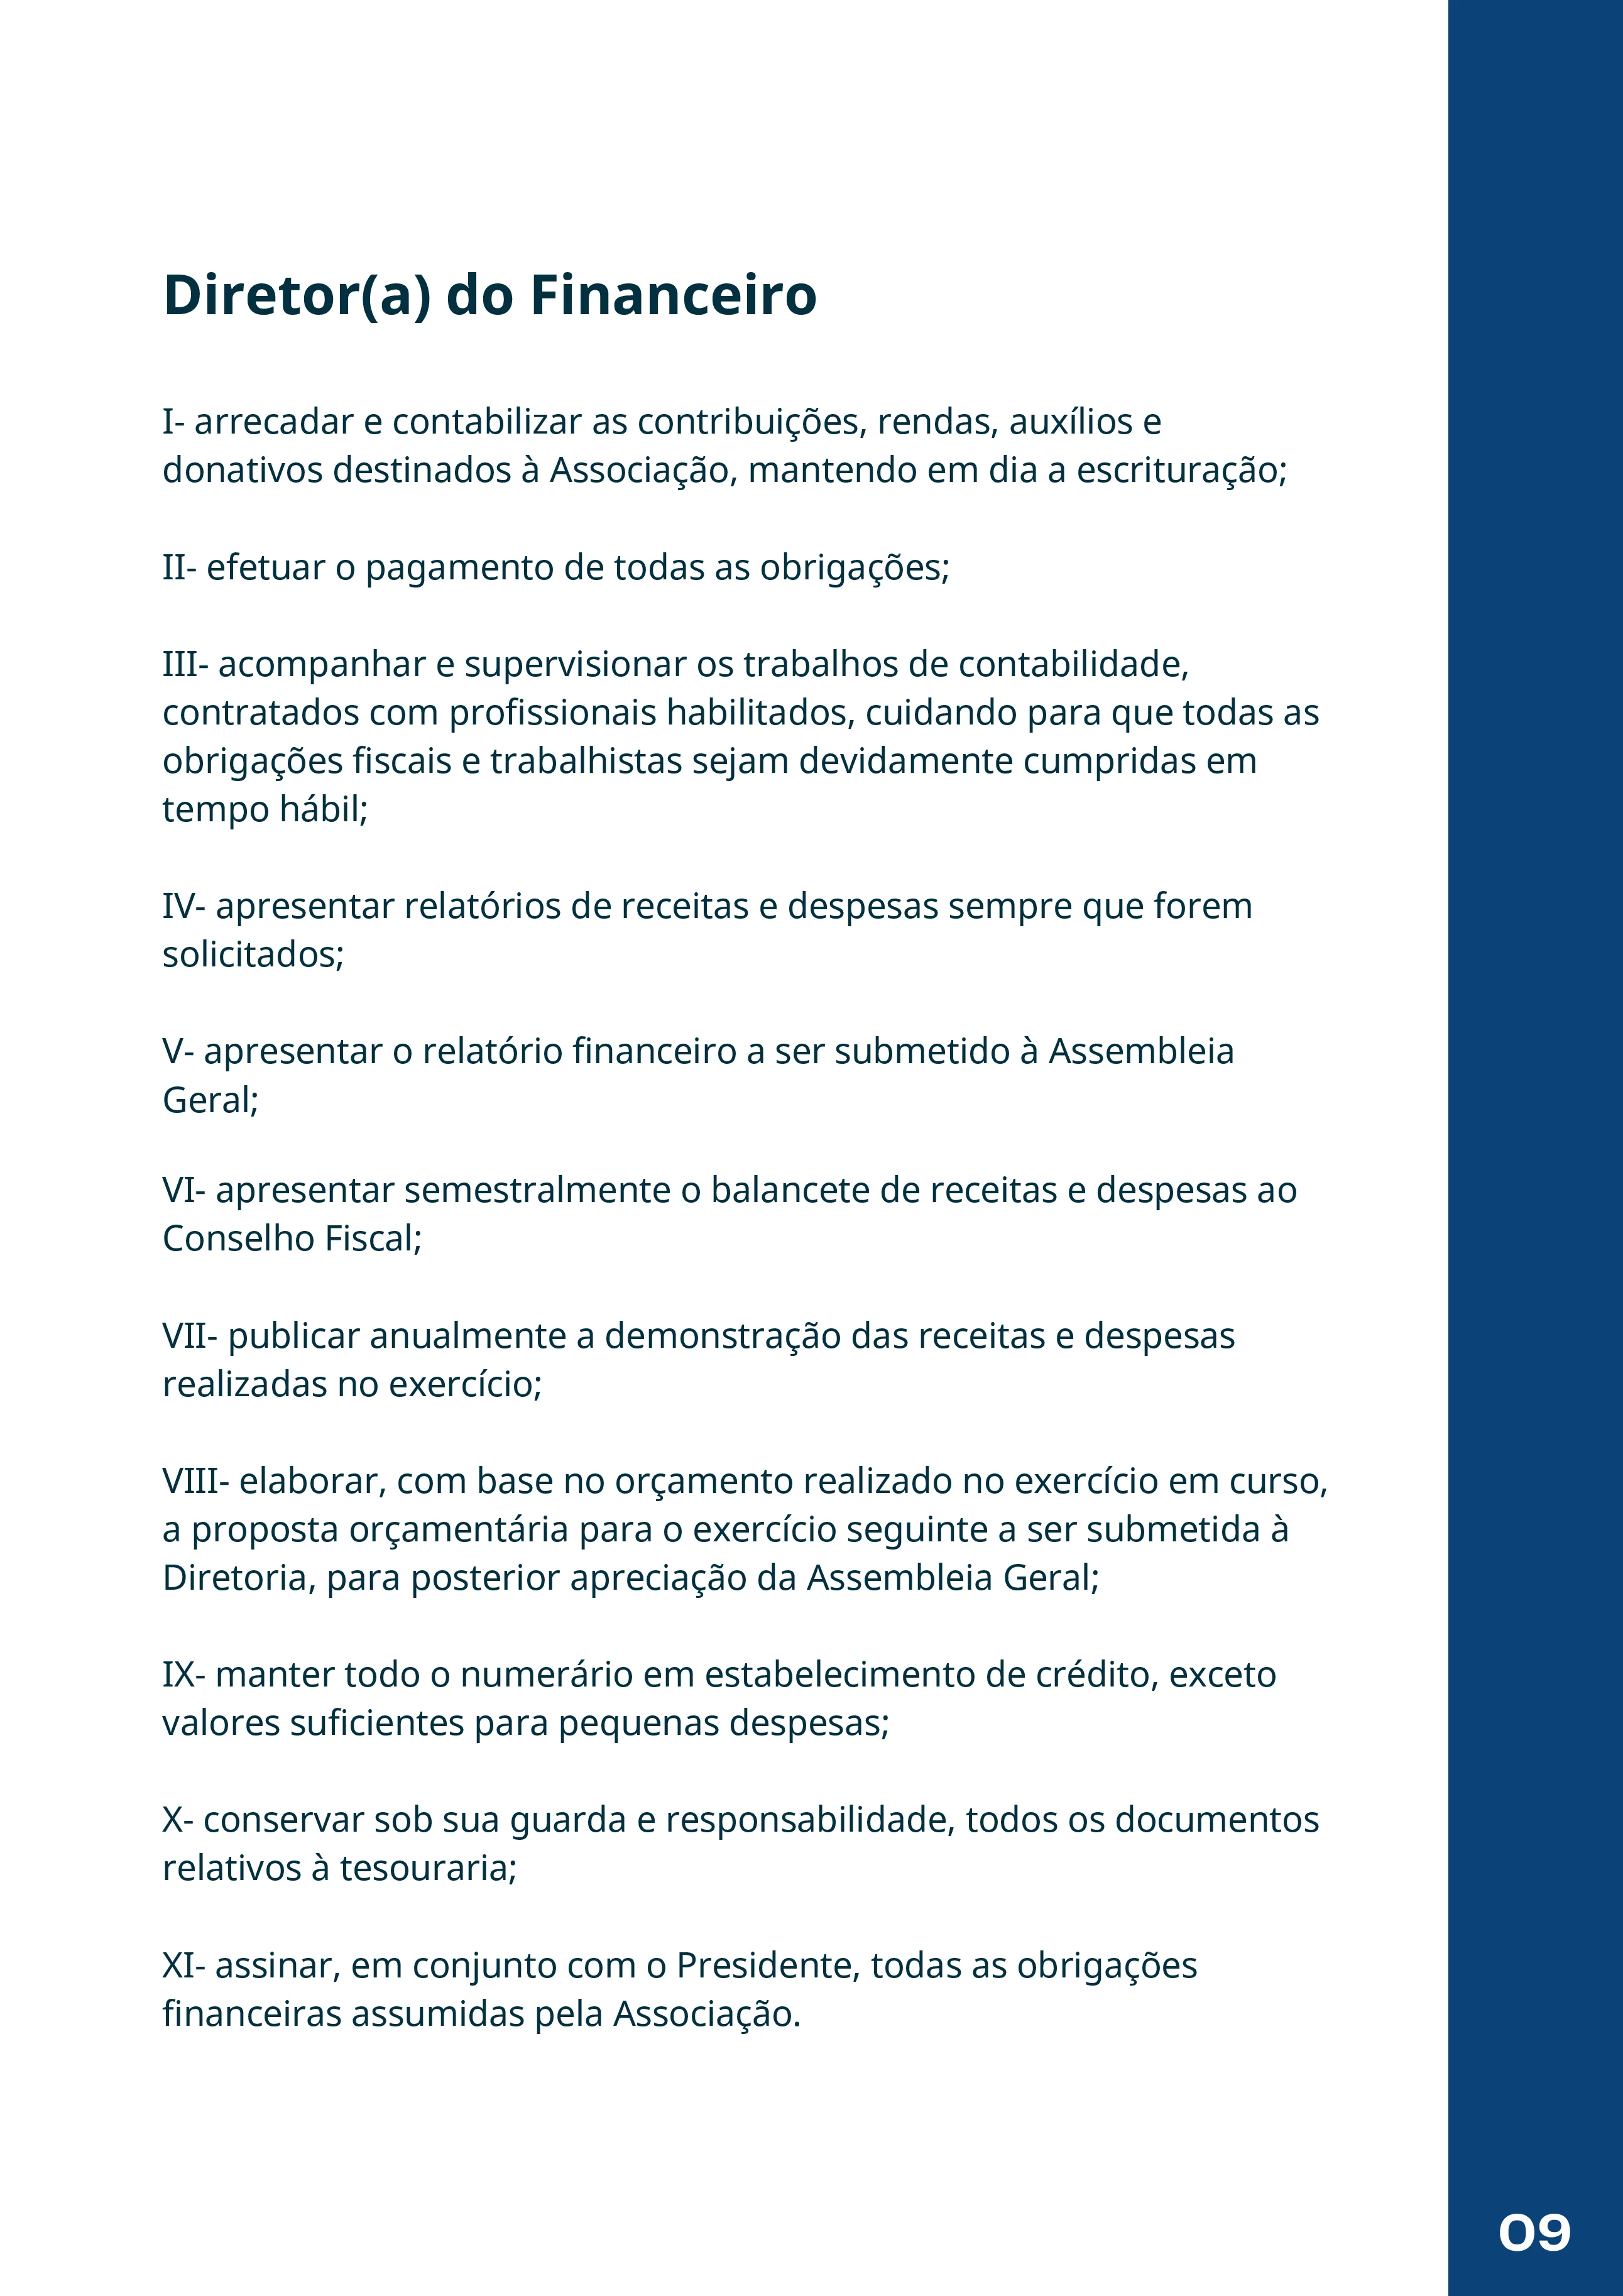 Diretor(a) do Financeiro
I- arrecadar e contabilizar as contribuições, rendas, auxílios e
donativos destinados à Associação, mantendo em dia a escrituração;
II- efetuar o pagamento de todas as obrigações;
III- acompanhar e supervisionar os trabalhos de contabilidade,
contratados com profissionais habilitados, cuidando para que todas as
obrigações fiscais e trabalhistas sejam devidamente cumpridas em
tempo hábil;
IV- apresentar relatórios de receitas e despesas sempre que forem
solicitados;
V- apresentar o relatório financeiro a ser submetido à Assembleia
Geral;
VI- apresentar semestralmente o balancete de receitas e despesas ao
Conselho Fiscal;
VII- publicar anualmente a demonstração das receitas e despesas
realizadas no exercício;
VIII- elaborar, com base no orçamento realizado no exercício em curso,
a proposta orçamentária para o exercício seguinte a ser submetida à
Diretoria, para posterior apreciação da Assembleia Geral;
IX- manter todo o numerário em estabelecimento de crédito, exceto
valores suficientes para pequenas despesas;
X- conservar sob sua guarda e responsabilidade, todos os documentos
relativos à tesouraria;
XI- assinar, em conjunto com o Presidente, todas as obrigações
financeiras assumidas pela Associação.
09